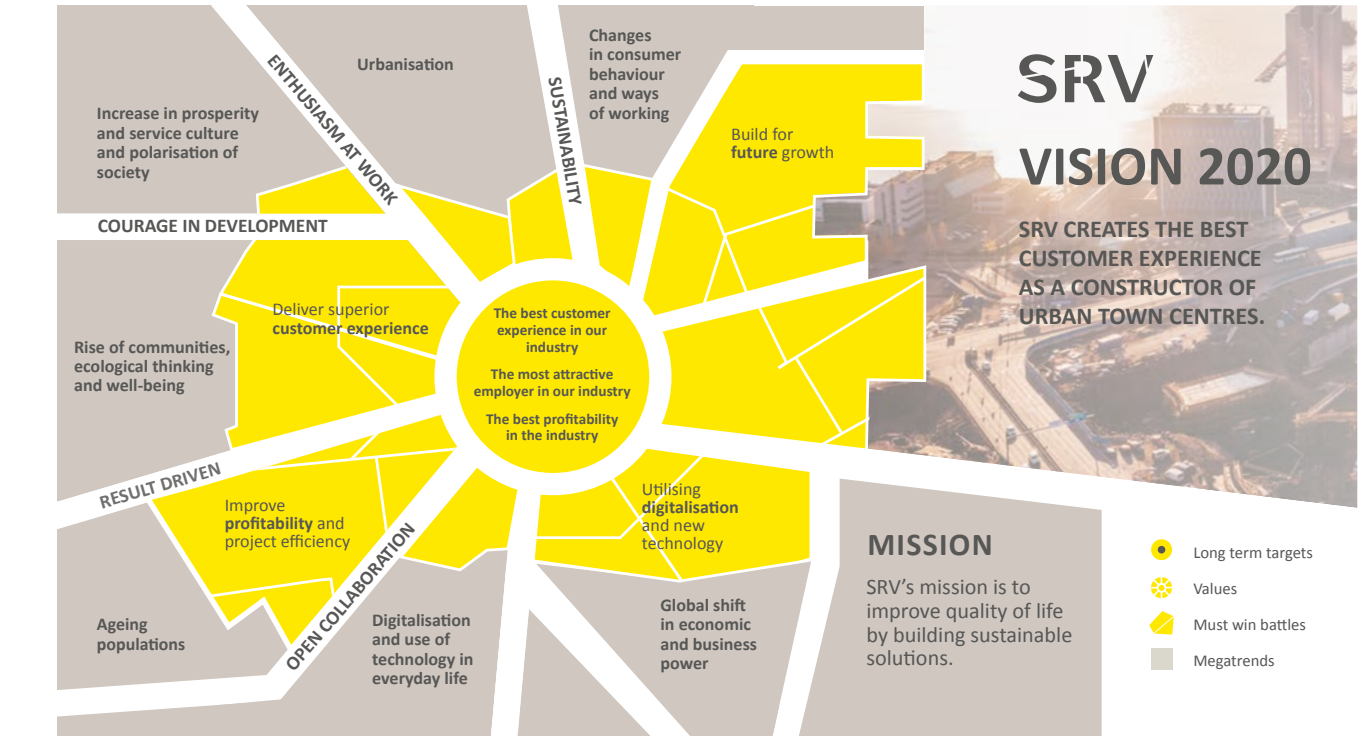 Urbanisation
Changes
in consumer
behaviour
and ways
of working
ENTHUSIASM AT WORK
SUSTAINABILITY
Increase in prosperity
and service culture
and polarisation of
society
Build for
future growth
COURAGE IN DEVELOPMENT
Deliver superior
customer experience
Rise of communities,
ecological thinking
and well-being
The best customer
experience in our
industry
The most attractive
employer in our industry
The best profitability
in the industry
RESULT DRIVEN
Improve
profitability and
project efficiency
OPEN COLLABORATION
Utilising
digitalisation
and new
technology
Ageing
populations
Digitalisation
and use of
technology in
everyday life
Global shift
in economic
and business
power
SRV
VISION 2020
SRV CREATES THE BEST
CUSTOMER EXPERIENCE
AS A CONSTRUCTOR OF
URBAN TOWN CENTRES.
MISSION
SRV's mission is to
improve quality of life
by building sustainable
solutions.
Long term targets
Values
Must win battles
Megatrends